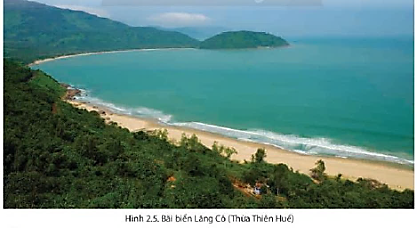 Hình 2.5. Bãi biển Lăng Cô (Thừa Thiên Huế)